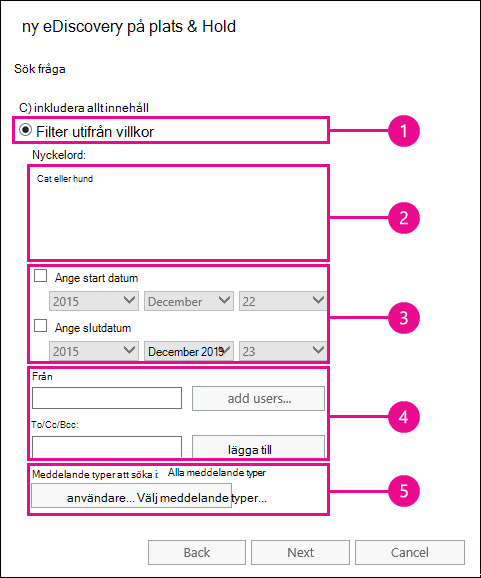 ny eDiscovery på plats & Hold
Sök fråga
C) inkludera allt innehåll
Filter utifrån villkor
1
Nyckelord:
Cat eller hund
2
Ange start datum
2015 December 22
3
Ange slutdatum
2015 December 2019 23
Från
add users...
4
To/Cc/Bcc:
lägga till
Meddelande typer att söka i: Alla meddelande typer
användare... Välj meddelande typer...
5
Back Next Cancel